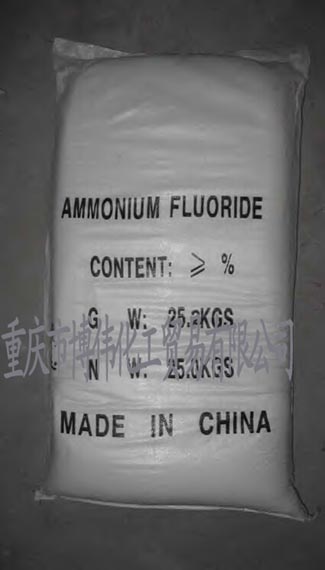 AMMONIUM FLUORIDE
CONTENT: ≥ %
G W: 25.2KGS
重庆市博伟化工贸易有限公司
N W: 25.0KGS
MADE IN CHINA